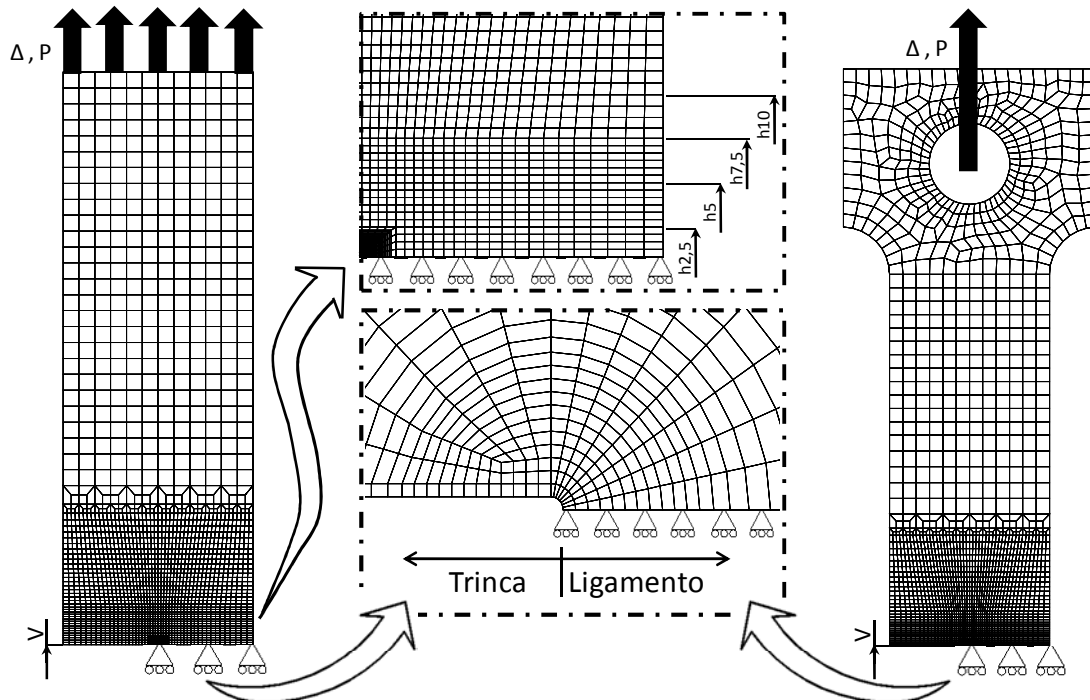 Δ, P
Δ, P
h10
h7,5
h5
h2,5
Trinca
Ligamento
V
V